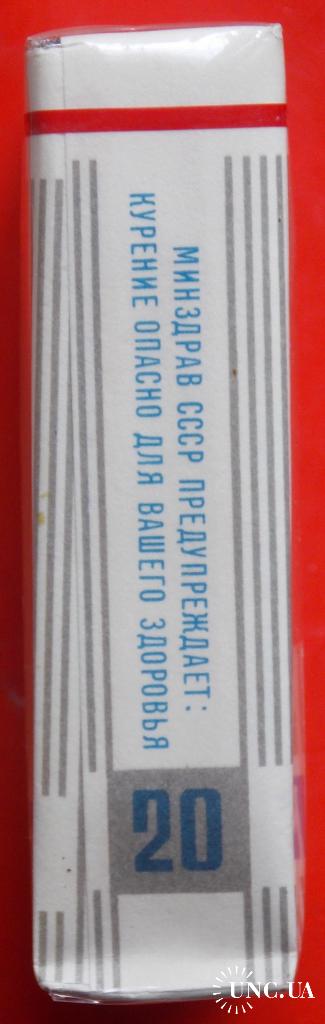 МИНЗДРАВ СССР ПРЕДУПРЕЖДАЕТ:
КУРЕНИЕ ОПАСНО ДЛЯ ВАШЕГО ЗДОРОВЬЯ
20
UNC.UA